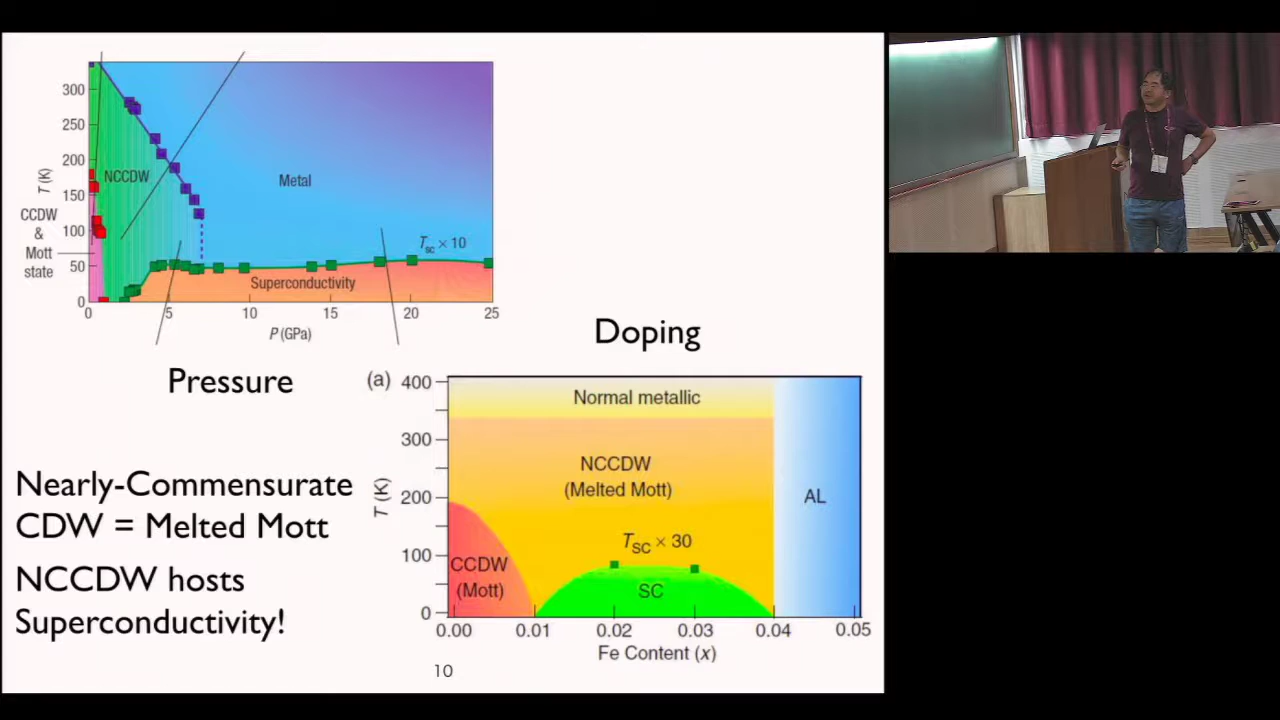 300
250
200
150
100
50
0
T (K)
CCDW
&
Mott
state
NCCDW
Metal
Tsc × 10
Superconductivity
0 5 10 15 20 25
P (GPa)
Pressure
Doping
(a)
400
300
200
100
0
T (K)
Normal metallic
NCCDW
(Melted Mott)
AL
TSC × 30
CCDW
(Mott)
SC
0.00 0.01 0.02 0.03 0.04 0.05
Fe Content (x)
Nearly-Commensurate
CDW = Melted Mott
NCCDW hosts
Superconductivity!
10